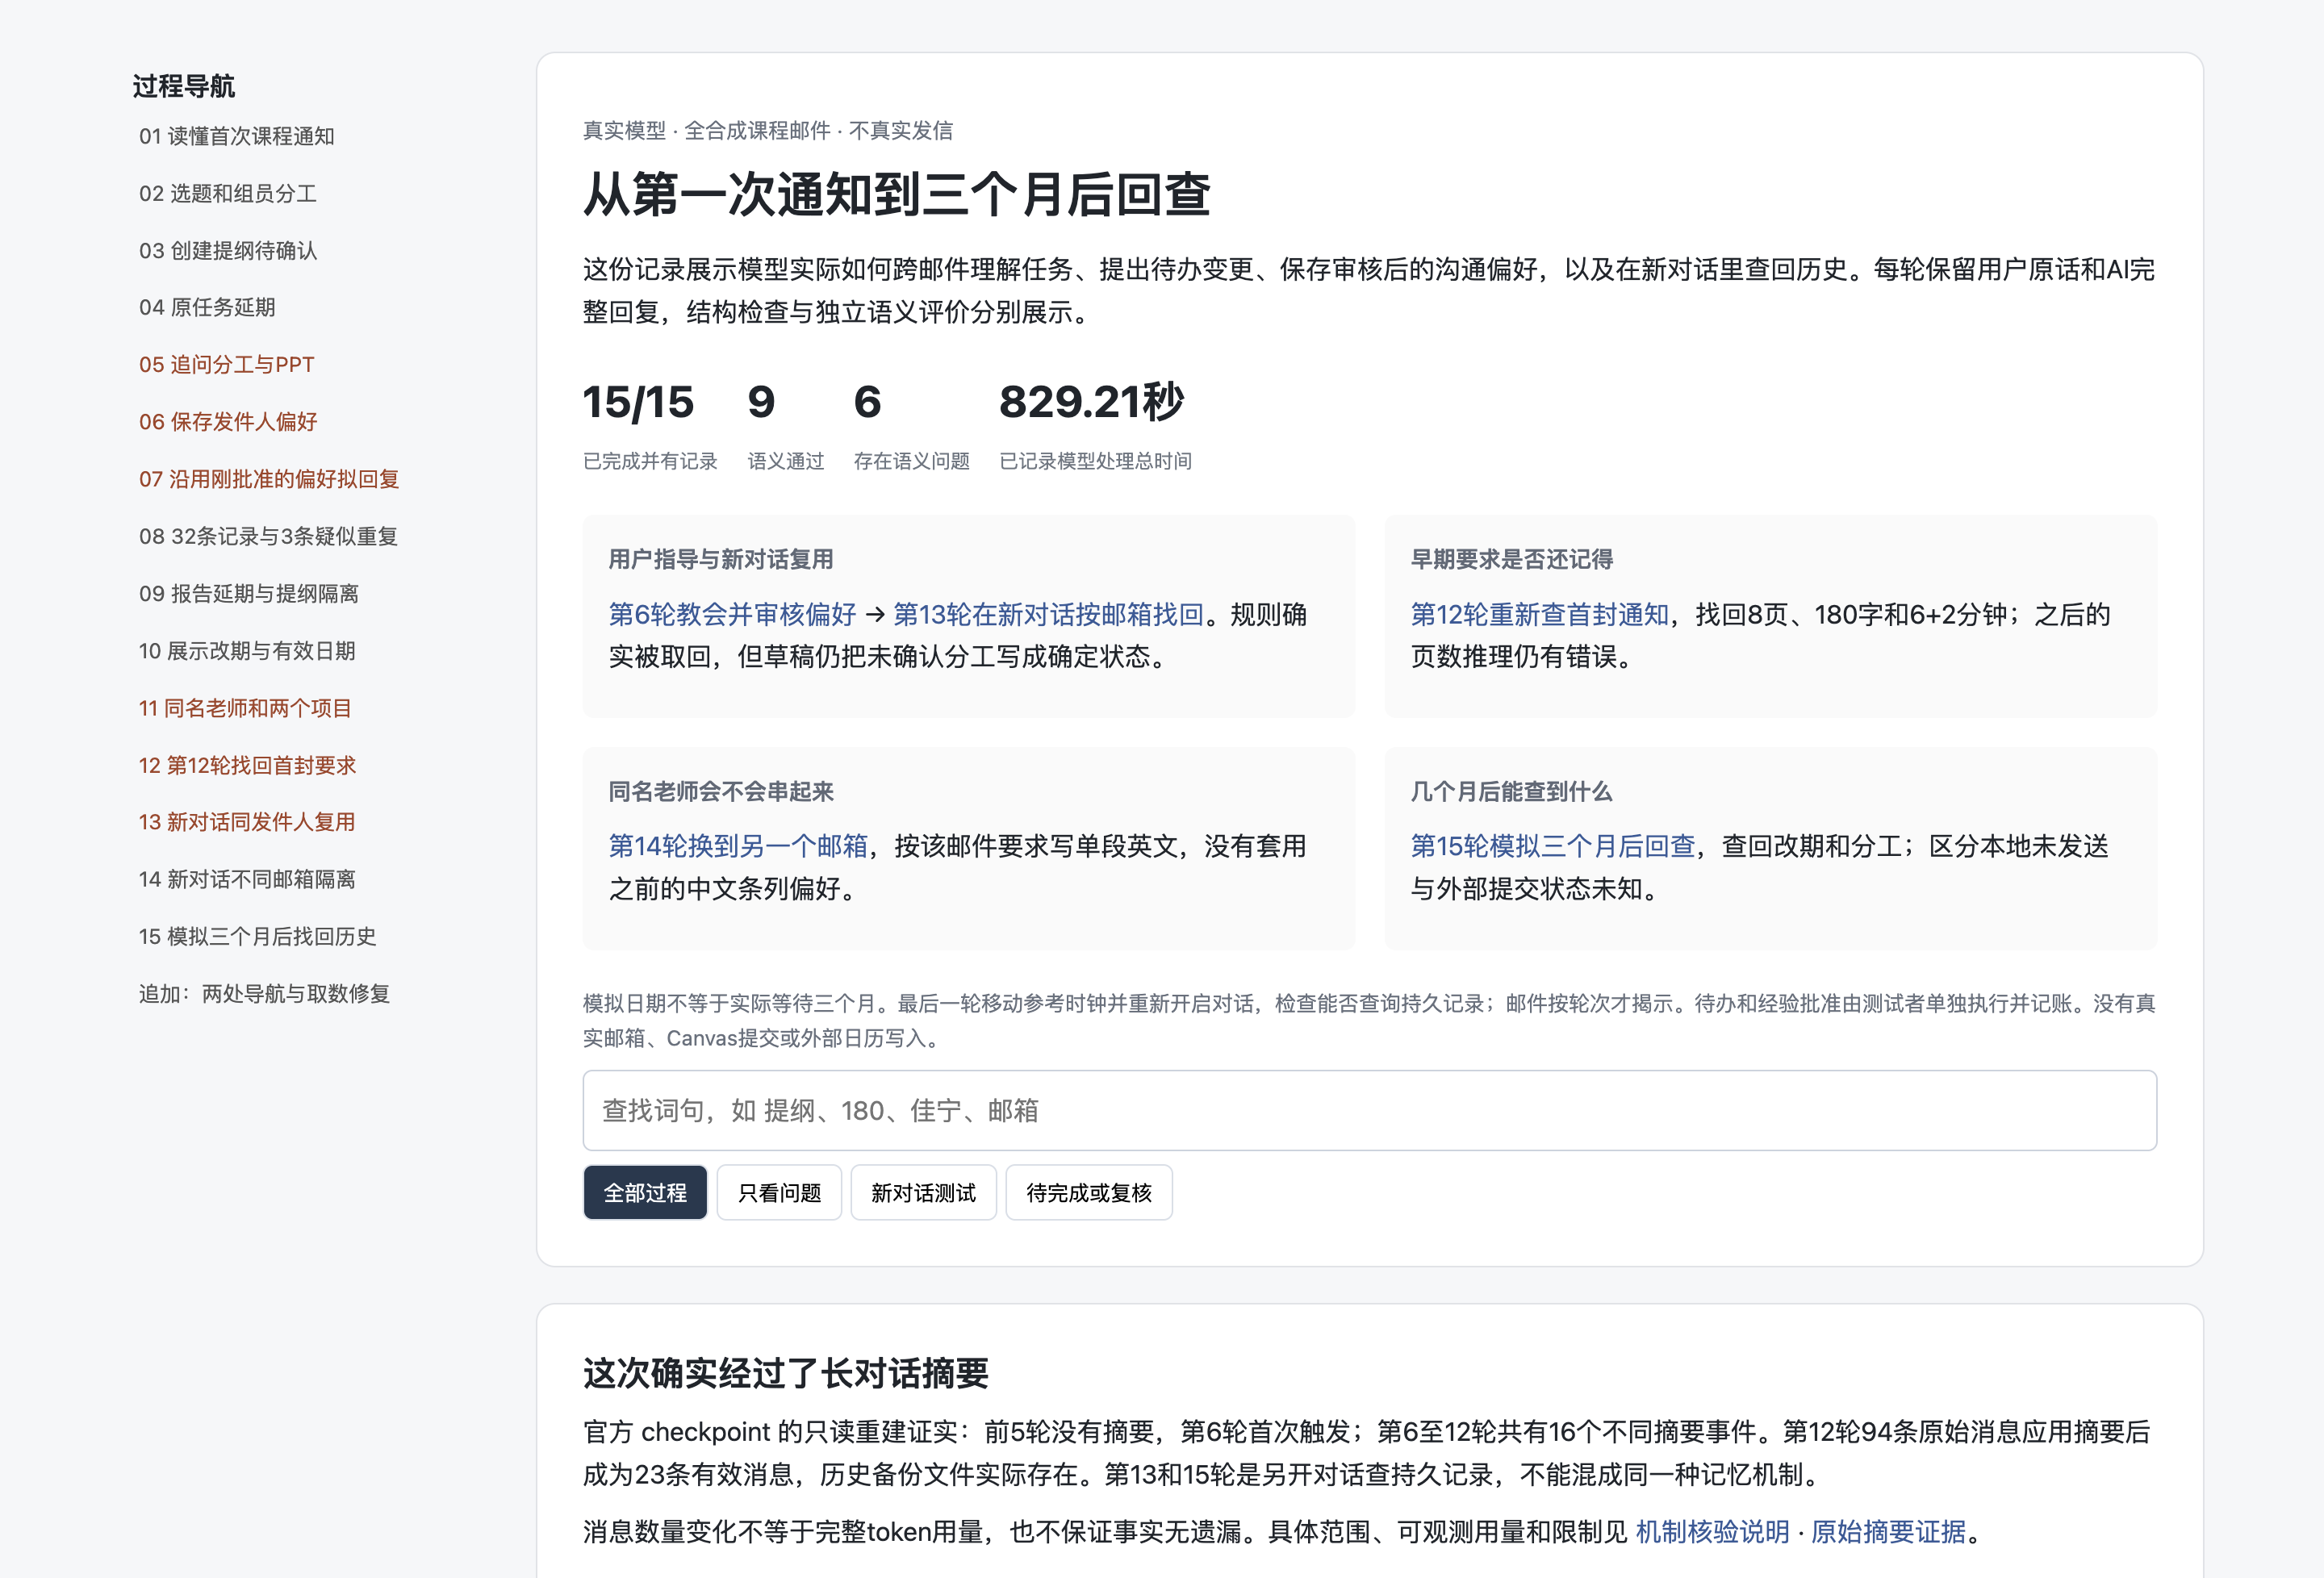 过程导航
01 读懂首次课程通知
02 选题和组员分工
03 创建提纲待确认
04 原任务延期
05 追问分工与PPT
06 保存发件人偏好
07 沿用刚批准的偏好拟回复
08 32条记录与3条疑似重复
09 报告延期与提纲隔离
10 展示改期与有效日期
11 同名老师和两个项目
12 第12轮找回首封要求
13 新对话同发件人复用
14 新对话不同邮箱隔离
15 模拟三个月后找回历史
追加：两处导航与取数修复
真实模型 · 全合成课程邮件 · 不真实发信
从第一次通知到三个月后回查
这份记录展示模型实际如何跨邮件理解任务、提出待办变更、保存审核后的沟通偏好，以及在新对话里查回历史。每轮保留用户原话和AI完
整回复，结构检查与独立语义评价分别展示。
15/15 9 6 829.21秒
已完成并有记录 语义通过 存在语义问题 已记录模型处理总时间
用户指导与新对话复用
第6轮教会并审核偏好 → 第13轮在新对话按邮箱找回。规则确
实被取回，但草稿仍把未确认分工写成确定状态。
早期要求是否还记得
第12轮重新查首封通知，找回8页、180字和6+2分钟；之后的
页数推理仍有错误。
同名老师会不会串起来
第14轮换到另一个邮箱，按该邮件要求写单段英文，没有套用
之前的中文条列偏好。
几个月后能查到什么
第15轮模拟三个月后回查，查回改期和分工；区分本地未发送
与外部提交状态未知。
模拟日期不等于实际等待三个月。最后一轮移动参考时钟并重新开启对话，检查能否查询持久记录；邮件按轮次才揭示。待办和经验批准由测试者单独执行并记账。没有真
实邮箱、Canvas提交或外部日历写入。
查找词句，如 提纲、180、佳宁、邮箱
全部过程 只看问题 新对话测试 待完成或复核
这次确实经过了长对话摘要
官方 checkpoint 的只读重建证实：前5轮没有摘要，第6轮首次触发；第6至12轮共有16个不同摘要事件。第12轮94条原始消息应用摘要后
成为23条有效消息，历史备份文件实际存在。第13和15轮是另开对话查持久记录，不能混成同一种记忆机制。
消息数量变化不等于完整token用量，也不保证事实无遗漏。具体范围、可观测用量和限制见 机制核验说明 · 原始摘要证据。